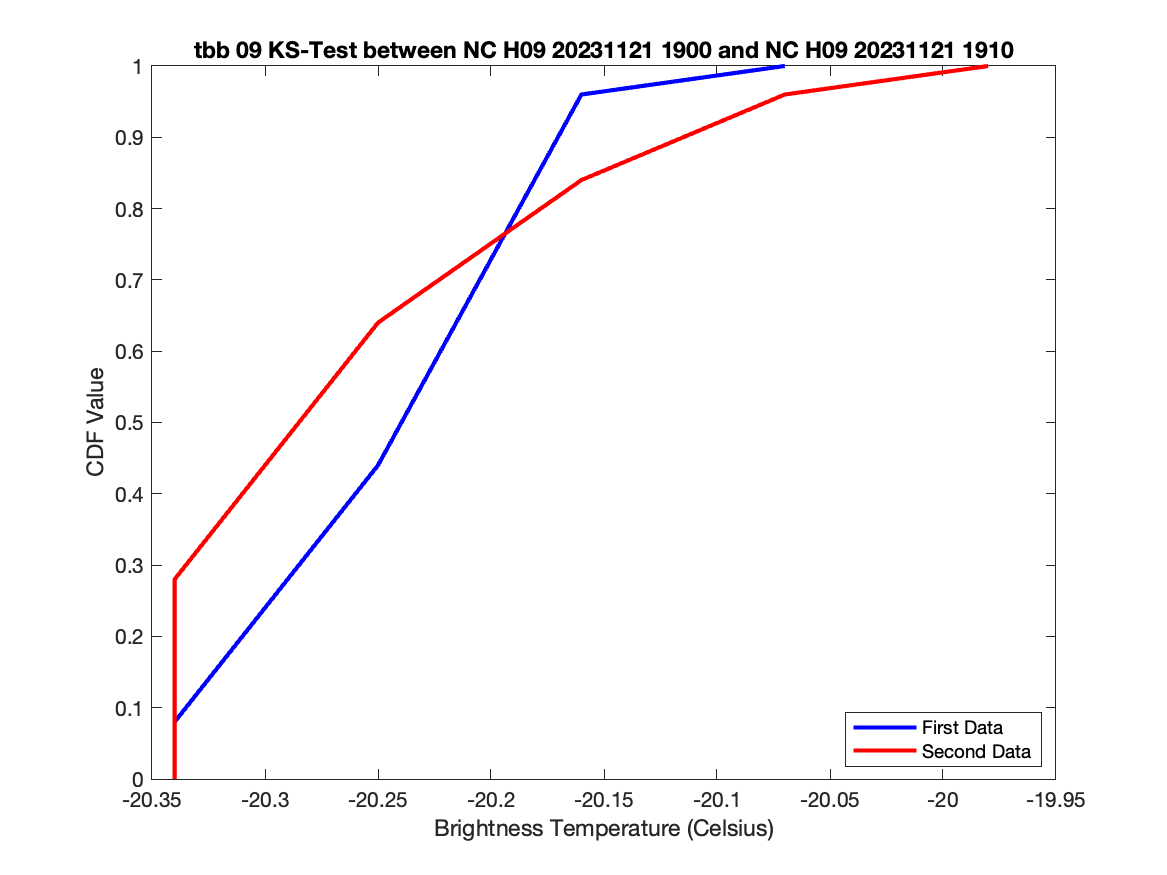 tbb 09 KS-Test between NC H09 20231121 1900 and NC H09 20231121 1910
1
0.9
0.8
0.7
0.6
0.5
0.4
0.3
0.2
0.1
0
CDF Value
First Data
Second Data
-20.35 -20.3 -20.25 -20.2 -20.15 -20.1 -20.05 -20 -19.95
Brightness Temperature (Celsius)